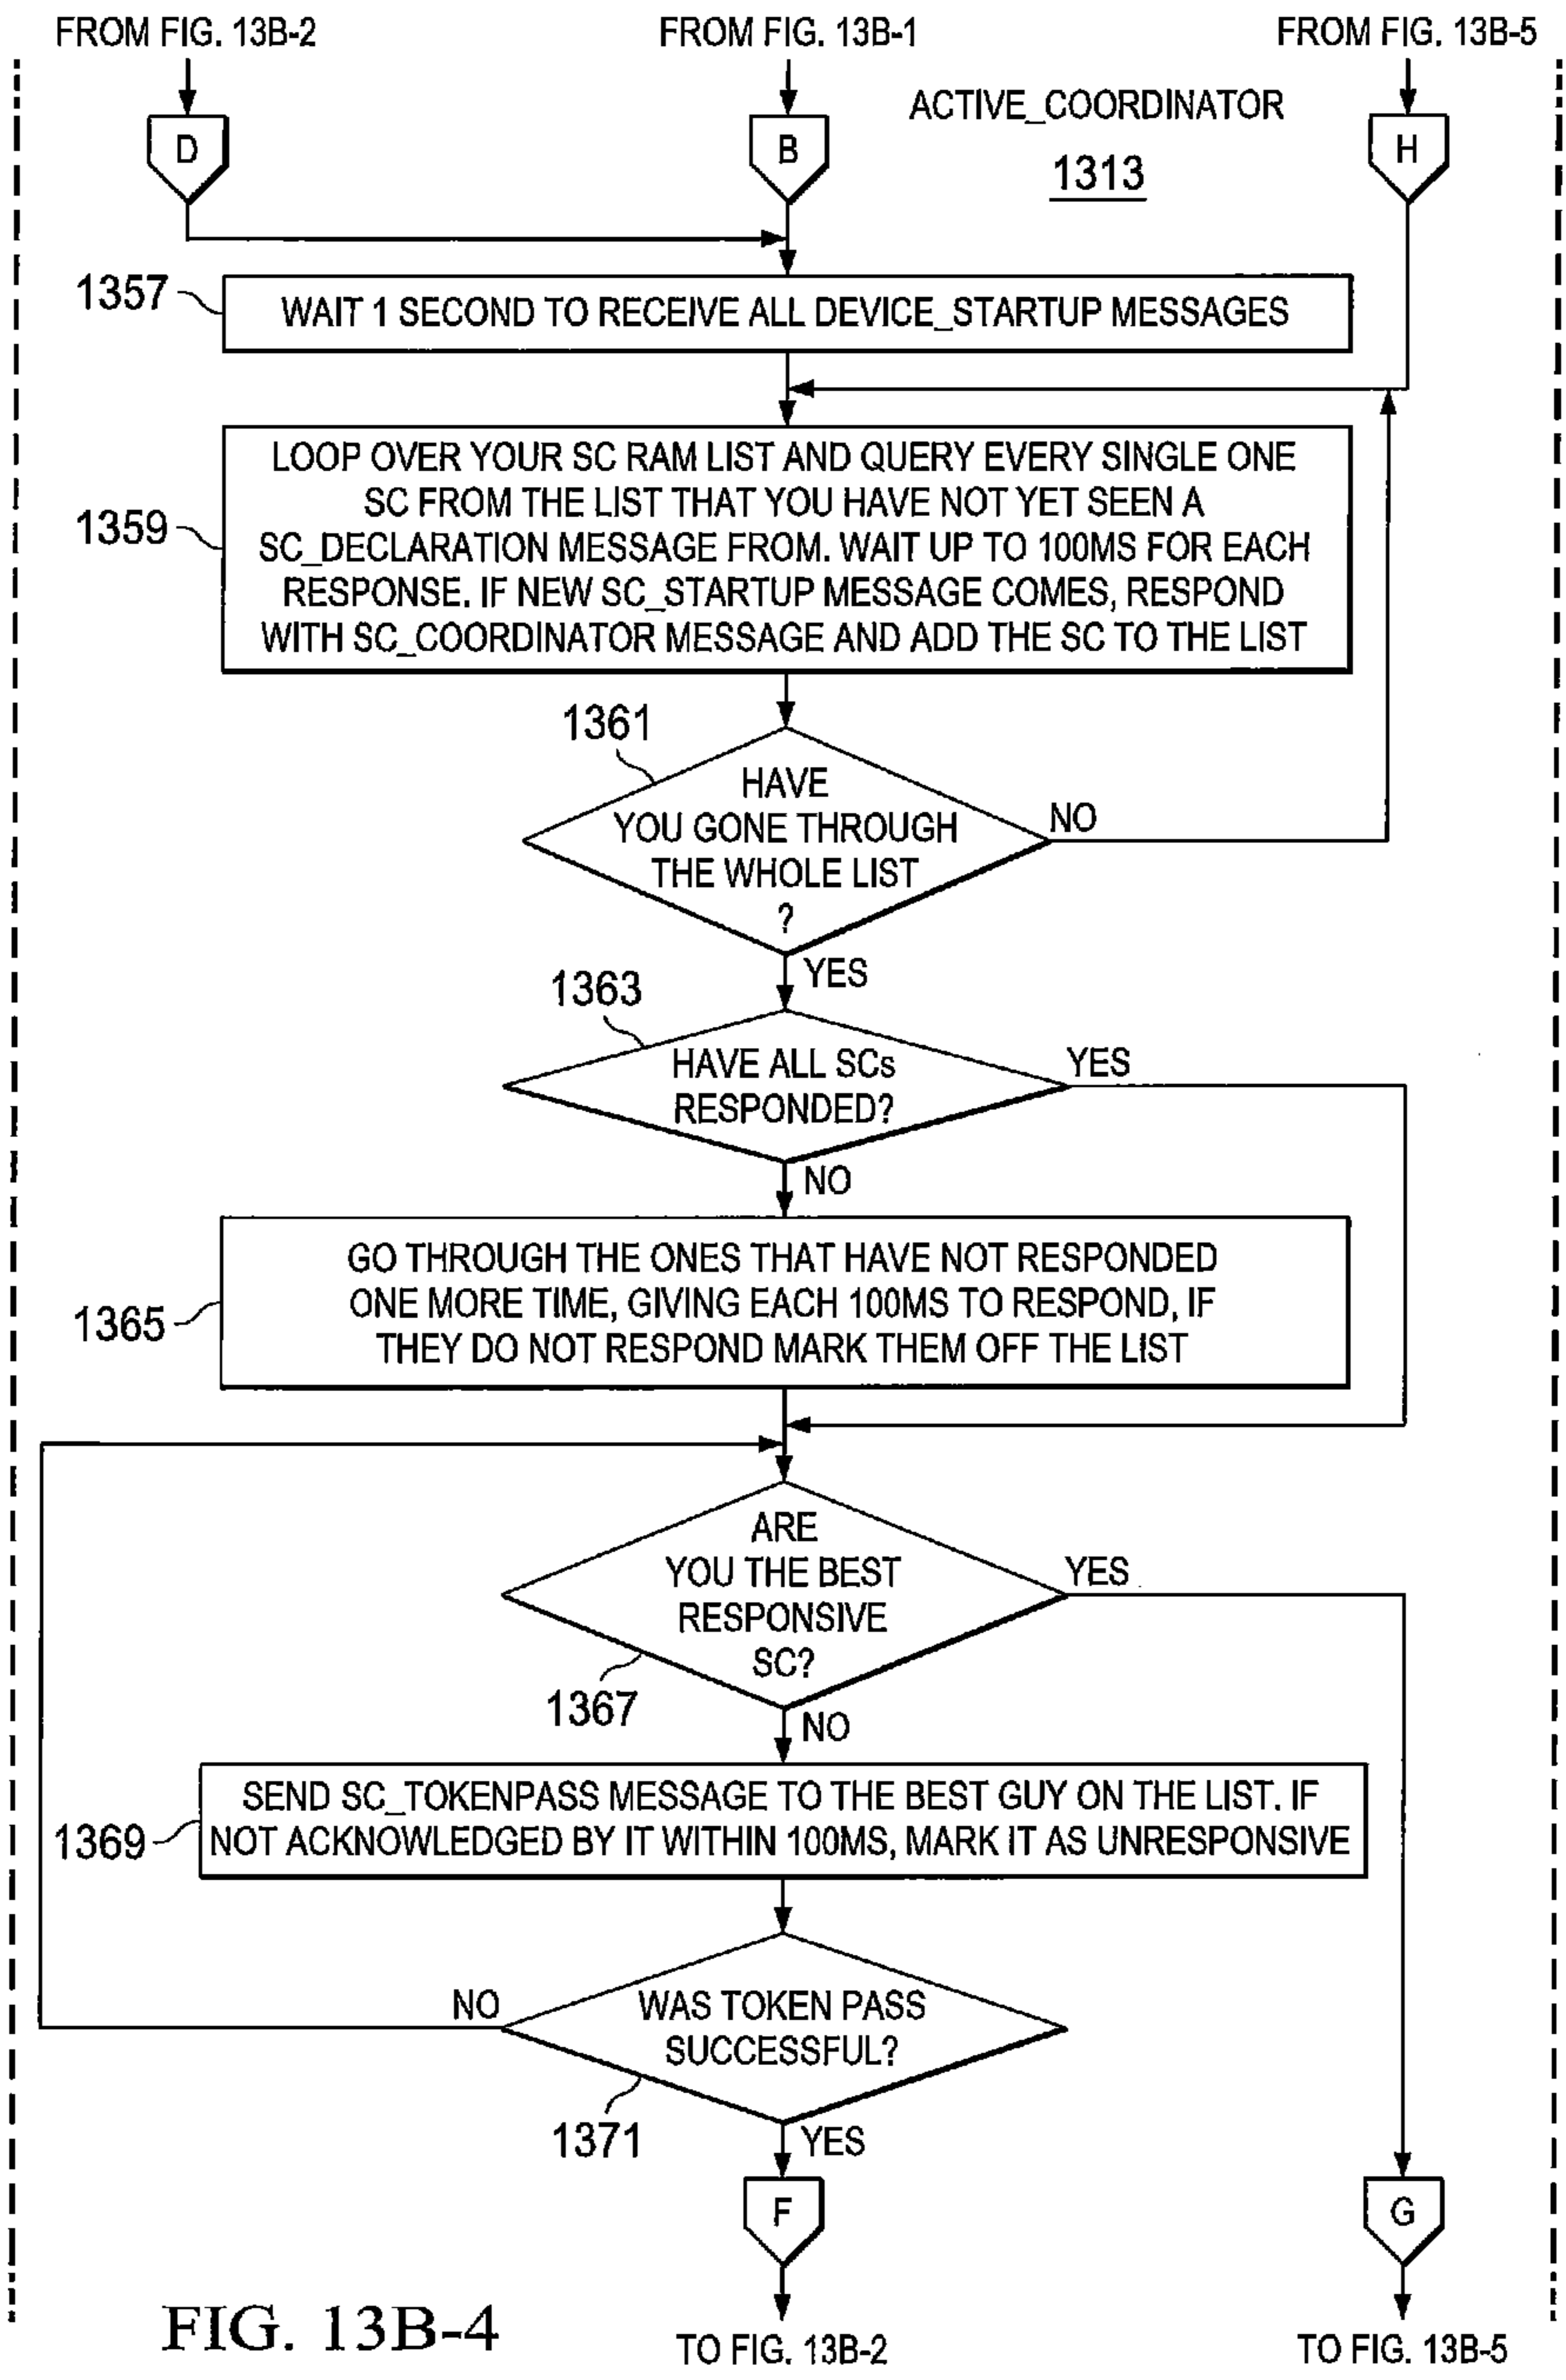 FROM FIG. 13B-2
FROM FIG. 13B-1
FROM FIG. 13B-5
D
B
ACTIVE_COORDINATOR
1313
H
1357
WAIT 1 SECOND TO RECEIVE ALL DEVICE_STARTUP MESSAGES
1359
LOOP OVER YOUR SC RAM LIST AND QUERY EVERY SINGLE ONE
SC FROM THE LIST THAT YOU HAVE NOT YET SEEN A
SC_DECLARATION MESSAGE FROM. WAIT UP TO 100MS FOR EACH
RESPONSE. IF NEW SC_STARTUP MESSAGE COMES, RESPOND
WITH SC_COORDINATOR MESSAGE AND ADD THE SC TO THE LIST
1361
HAVE
YOU GONE THROUGH
THE WHOLE LIST
?
NO
YES
1363
HAVE ALL SCs
RESPONDED?
YES
NO
1365
GO THROUGH THE ONES THAT HAVE NOT RESPONDED
ONE MORE TIME, GIVING EACH 100MS TO RESPOND, IF
THEY DO NOT RESPOND MARK THEM OFF THE LIST
ARE
YOU THE BEST
RESPONSIVE
SC?
YES
1367
NO
1369
SEND SC_TOKENPASS MESSAGE TO THE BEST GUY ON THE LIST. IF
NOT ACKNOWLEDGED BY IT WITHIN 100MS, MARK IT AS UNRESPONSIVE
NO
WAS TOKEN PASS
SUCCESSFUL?
1371
YES
F
G
FIG. 13B-4
TO FIG. 13B-2
TO FIG. 13B-5